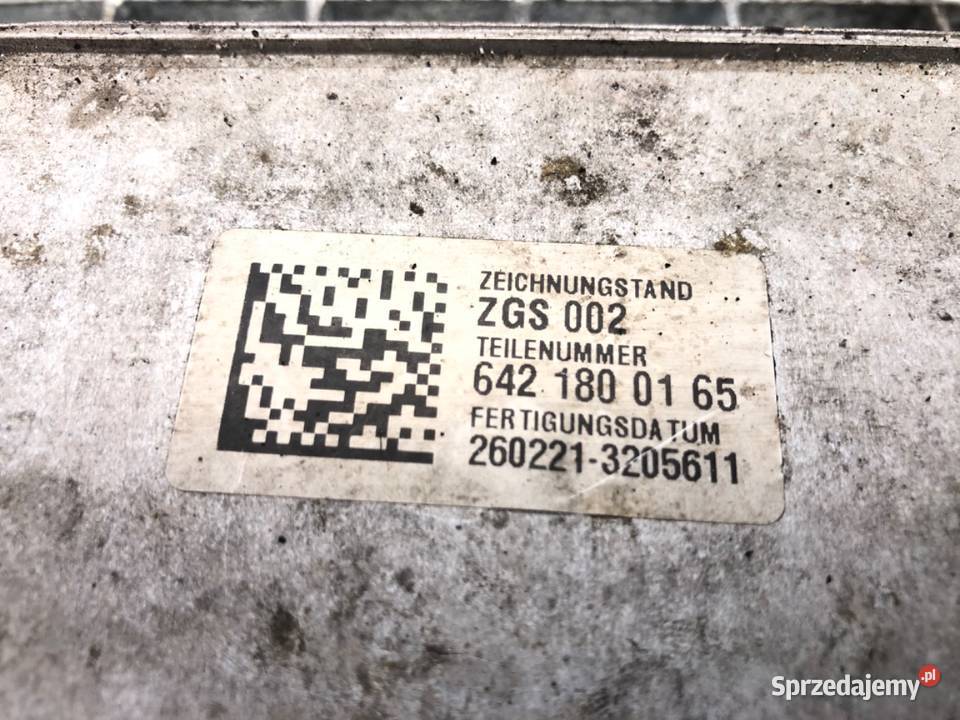 ZEICHNUNGSTAND
ZGS 002
TEILENUMMER
642 180 01 65
FERTIGUNGSDATUM
260221-3205611
Sprzedajemy.pl